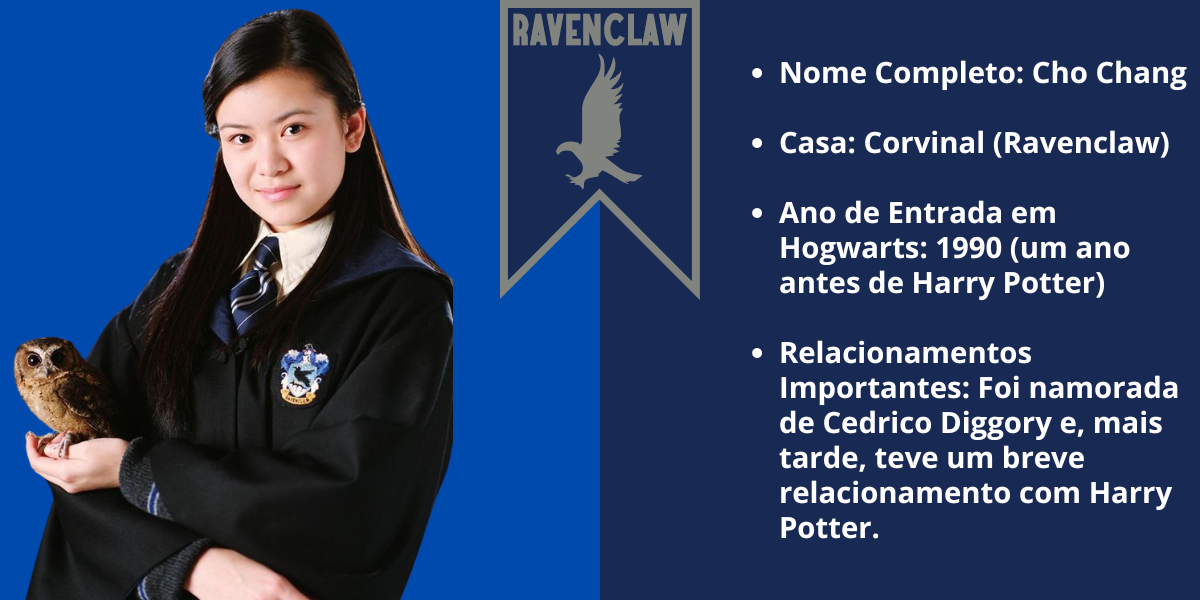 RAVENCLAW
• Nome Completo: Cho Chang
• Casa: Corvinal (Ravenclaw)
• Ano de Entrada em
Hogwarts: 1990 (um ano
antes de Harry Potter)
• Relacionamentos
Importantes: Foi namorada
de Cedrico Diggory e, mais
tarde, teve um breve
relacionamento com Harry
Potter.